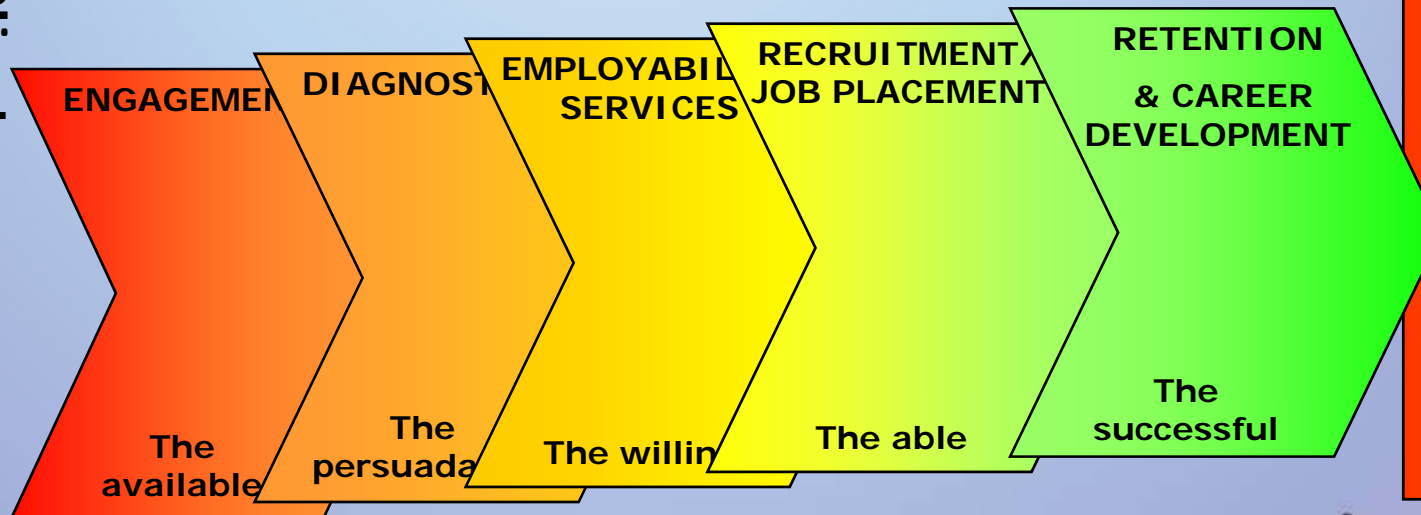 ENGAGEMEN
DIAGNOST
EMPLOYABIL
SERVICES
RECRUITMENT/
JOB PLACEMENT
RETENTION
& CAREER
DEVELOPMENT
The
available
The
persuada
The willin
The able
The
successful